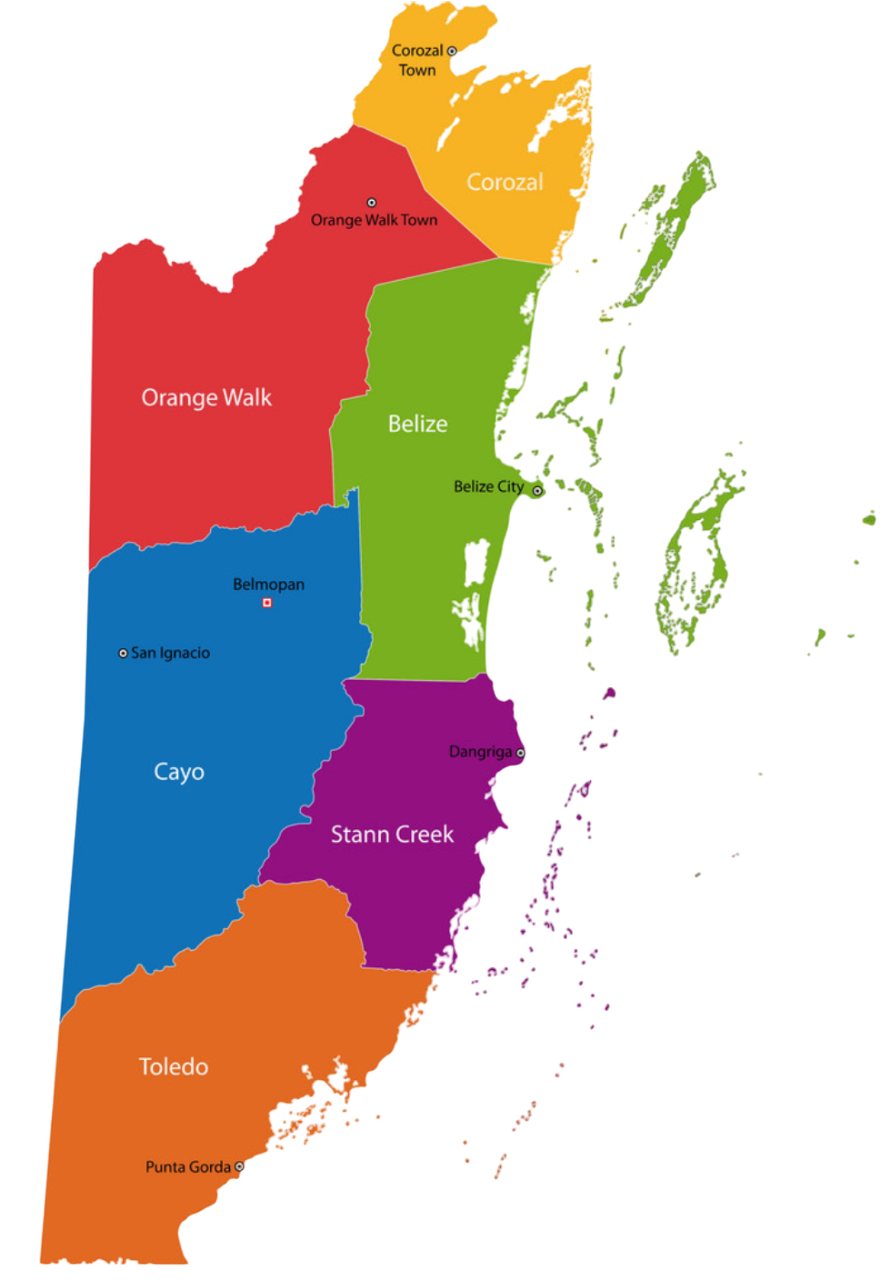 Corozal
Town
Corozal
Orange Walk Town
Orange Walk
Belize
Belize City
Belmopan
San Ignacio
Dangriga
Cayo
Stann Creek
Toledo
Punta Gorda